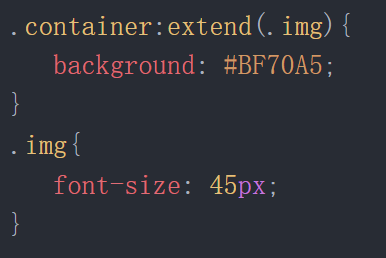 .container:extend(.img){
background: #BF70A5;
}
.img{
font-size: 45px;
}